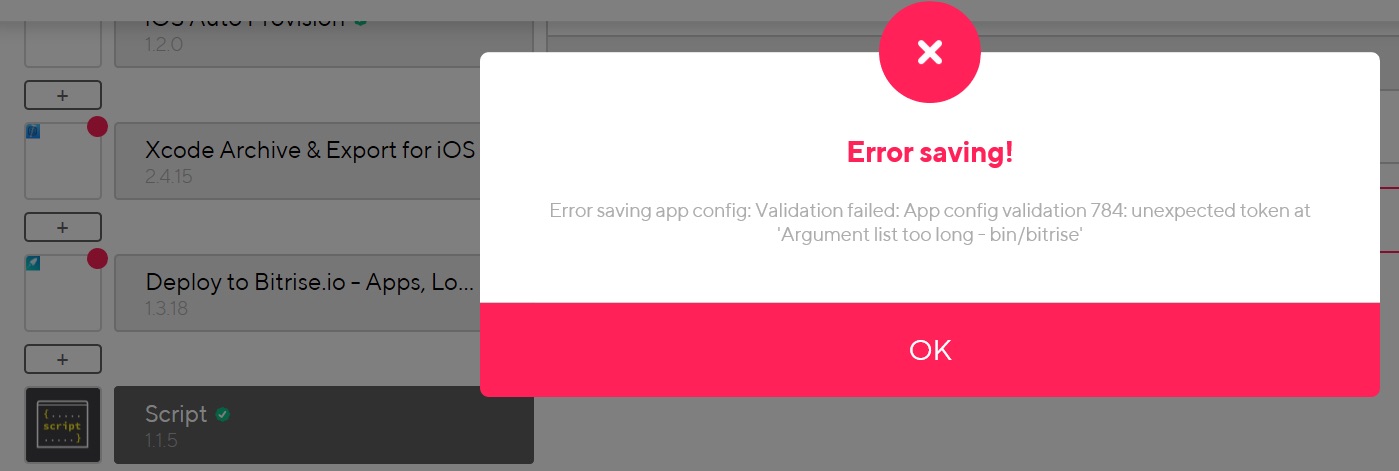 iOS Auto Provision
1.2.0
+
Xcode Archive & Export for iOS
2.4.15
+
Deploy to Bitrise.io - Apps, Lo...
1.3.18
+
{.....
script
.....}
Script
1.1.5
Error saving!
Error saving app config: Validation failed: App config validation 784: unexpected token at
'Argument list too long - bin/bitrise'
OK